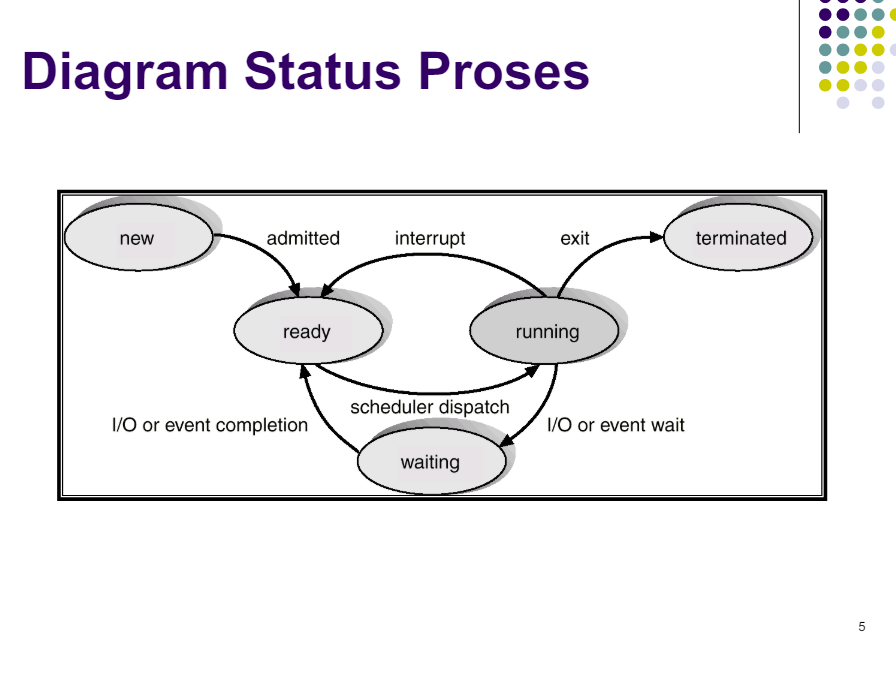 Diagram Status Proses
new
admitted
interrupt
exit
terminated
ready
running
scheduler dispatch
I/O or event completion
I/O or event wait
waiting
5